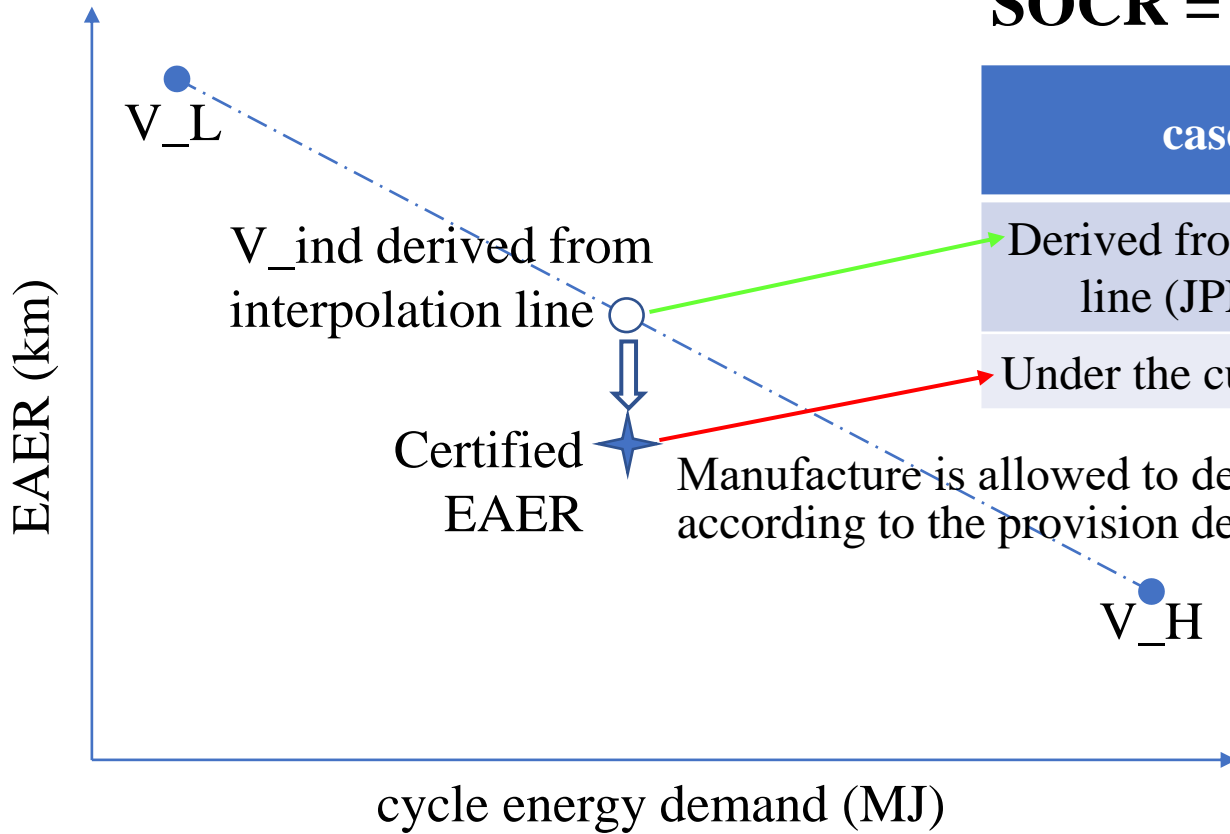 SOCR =
V_L
case
V_ind derived from
interpolation line
Derived fro
line (JP
Under the cu
EAER (km)
Certified
EAER
Manufacture is allowed to de
according to the provision de
V_H
cycle energy demand (MJ)